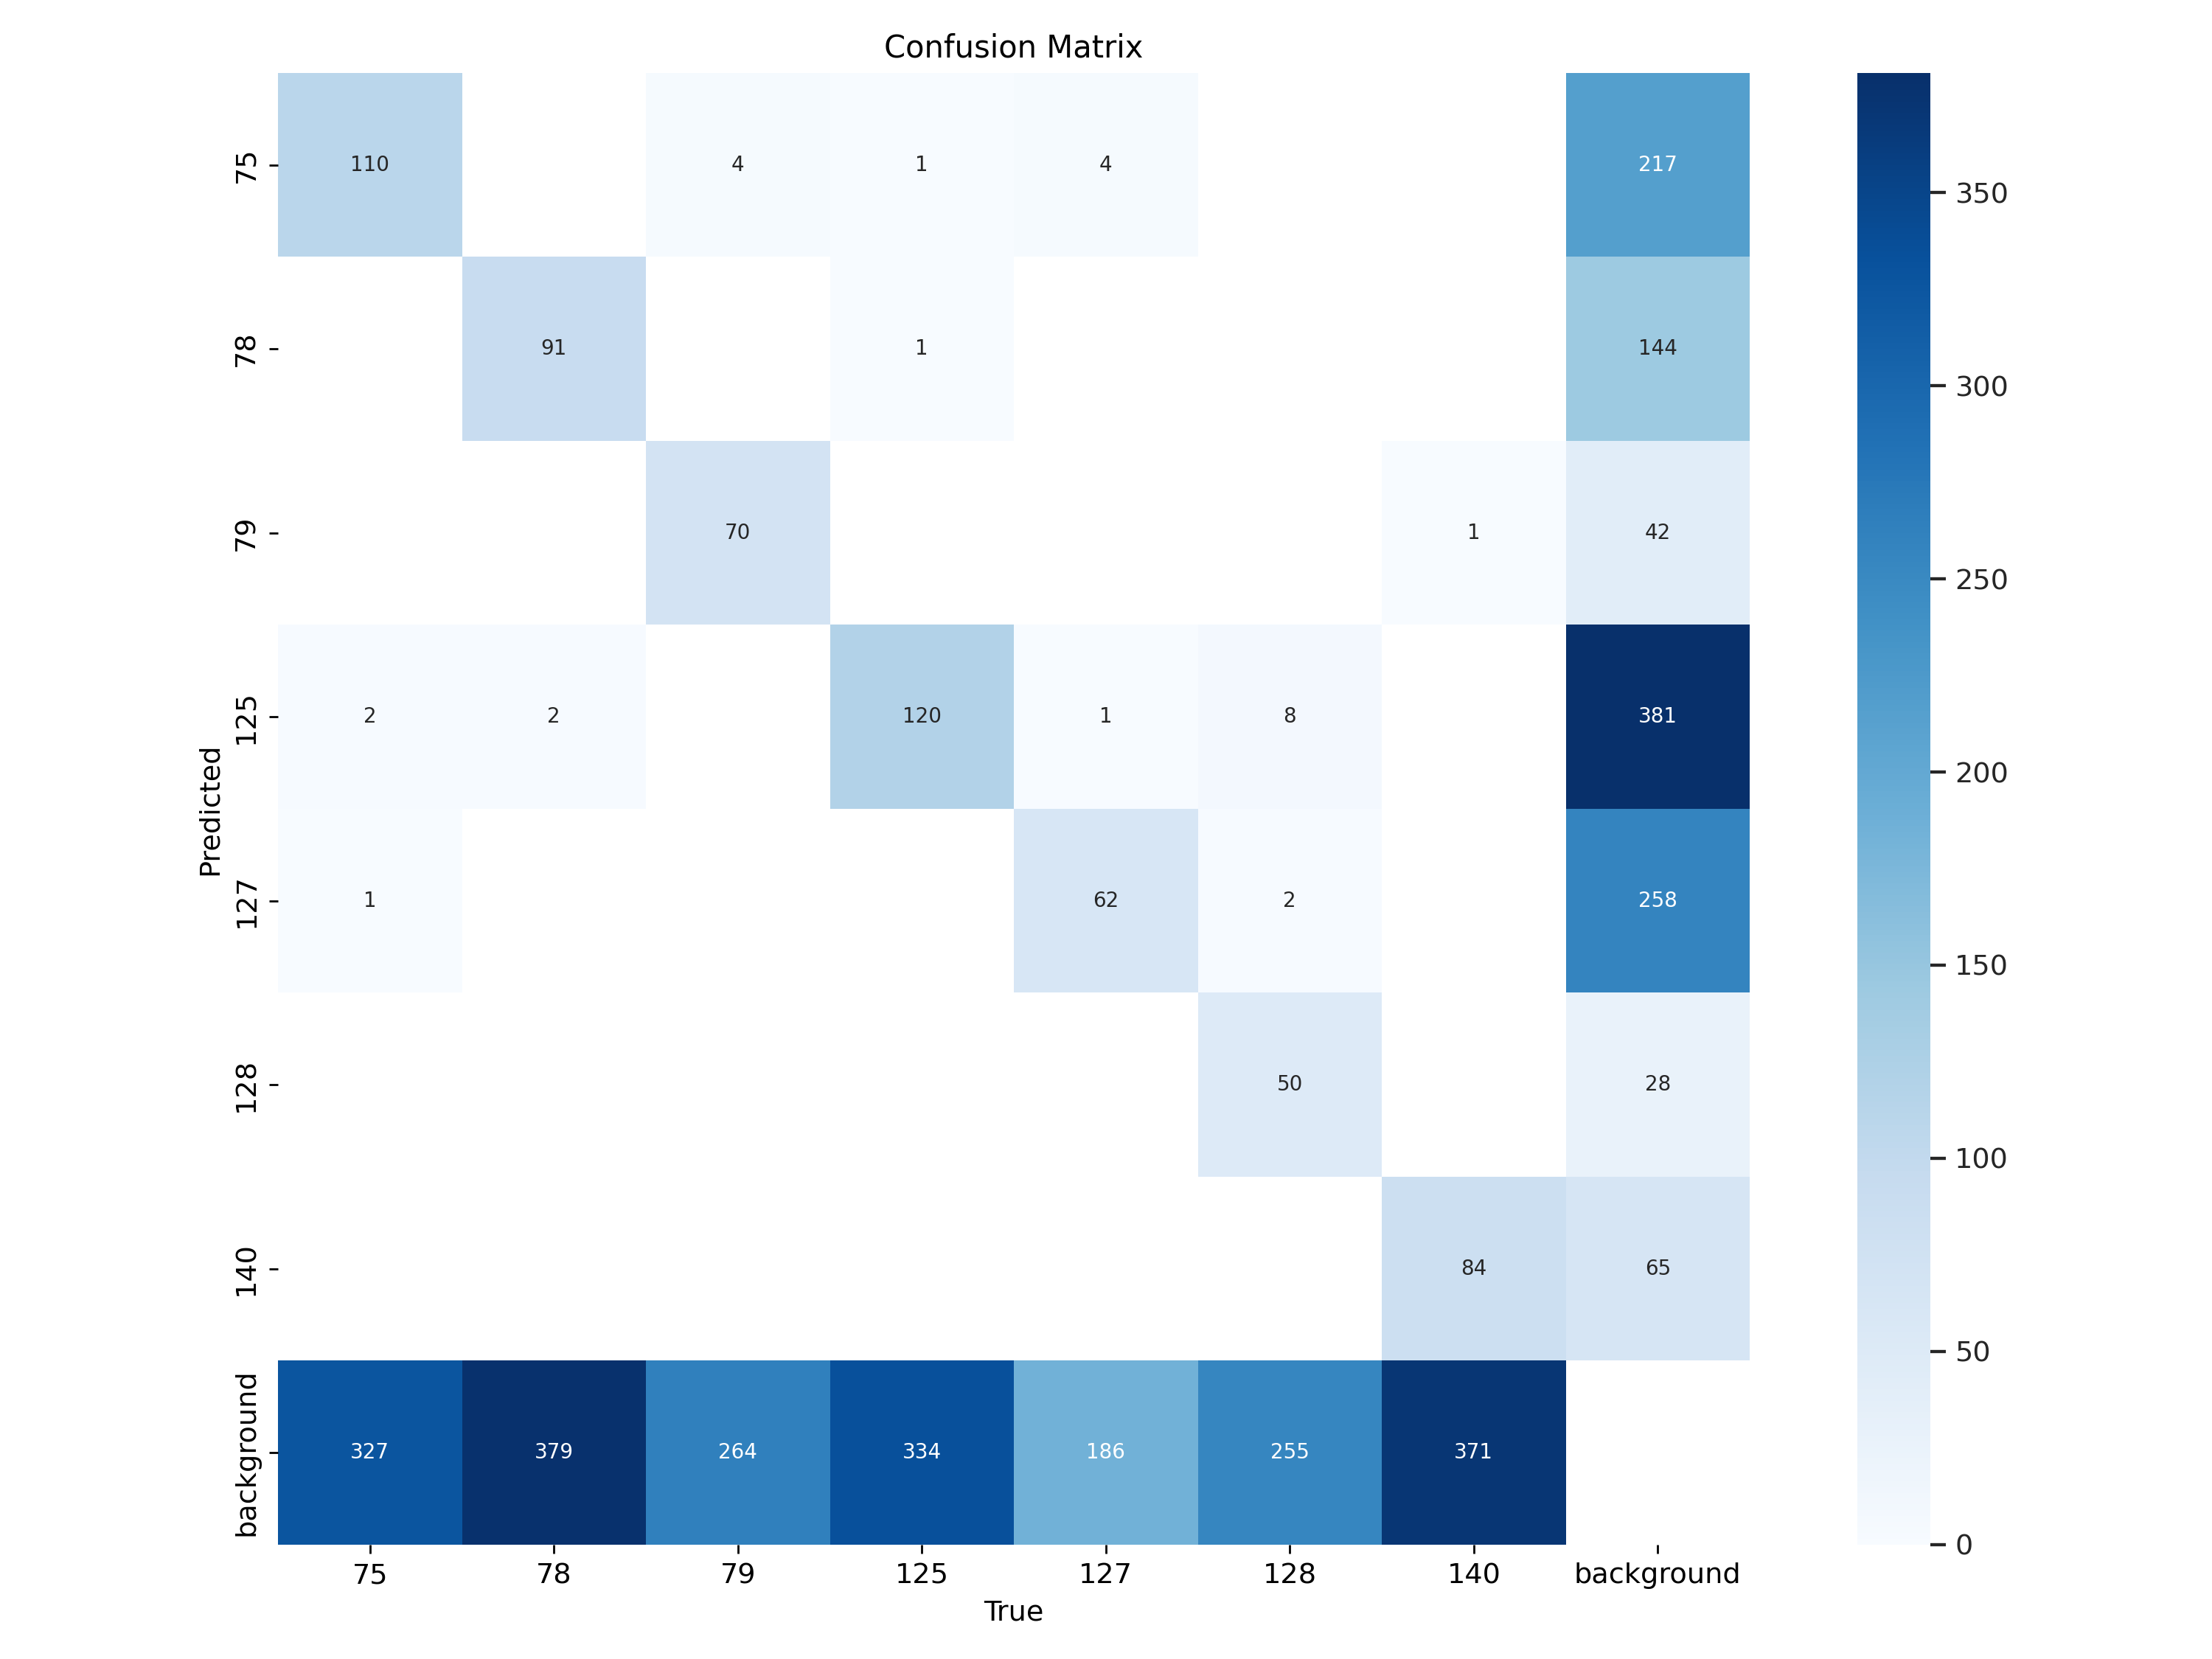 Confusion Matrix
75 110 4 1 4 217
78 91 1 144
79 70 1 42
125 2 2 120 1 8 381
127 1 62 2 258
128 50 28
140 84 65
background 327 379 264 334 186 255 371
75 78 79 125 127 128 140 background
True
Predicted
350
300
250
200
150
100
50
0